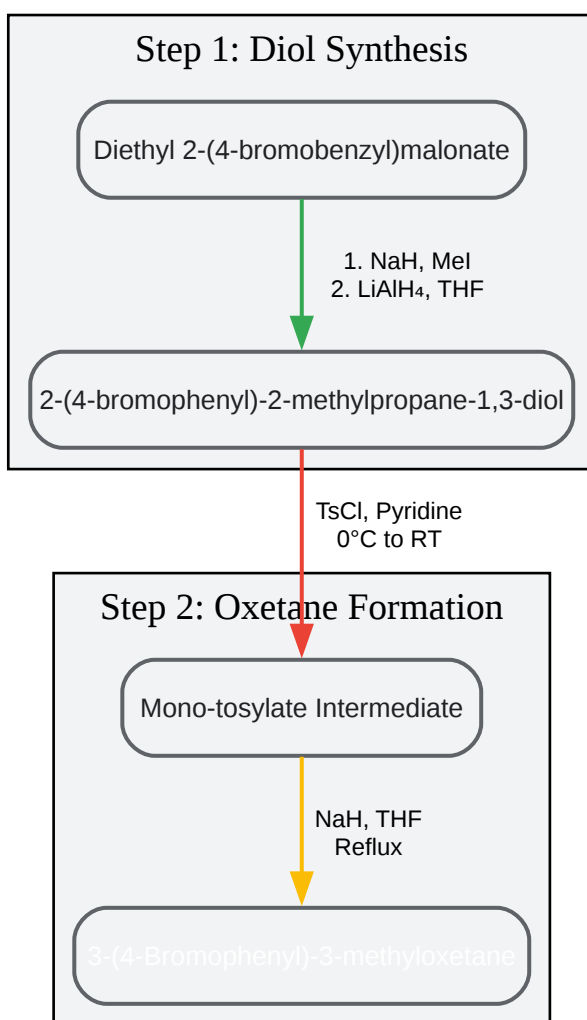 Step 1: Diol Synthesis
Diethyl 2-(4-bromobenzyl)malonate
1. NaH, MeI
2. LiAlH₄, THF
2-(4-bromophenyl)-2-methylpropane-1,3-diol
TsCl, Pyridine
0°C to RT
Step 2: Oxetane Formation
Mono-tosylate Intermediate
NaH, THF
Reflux
3-(4-Bromophenyl)-3-methyloxetane